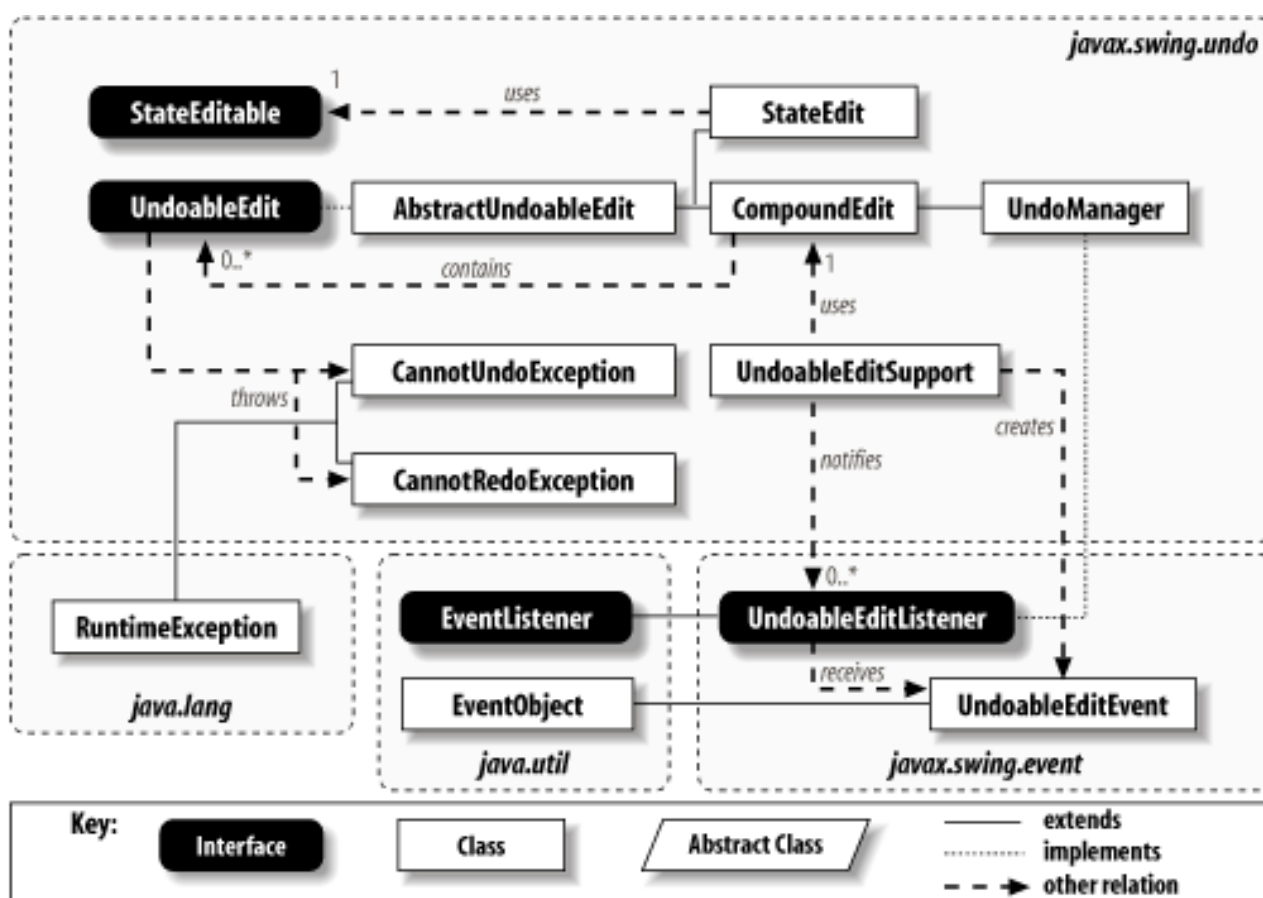 javax.swing.undo
1
StateEditable
uses
StateEdit
UndoableEdit
AbstractUndoableEdit
CompoundEdit
UndoManager
0..*
contains
1
uses
CannotUndoException
UndoableEditSupport
throws
creates
CannotRedoException
notifies
0..*
RuntimeException
java.lang
EventListener
UndoableEditListener
receives
EventObject
UndoableEditEvent
java.util
javax.swing.event
Key:
Interface
Class
Abstract Class
extends
implements
other relation